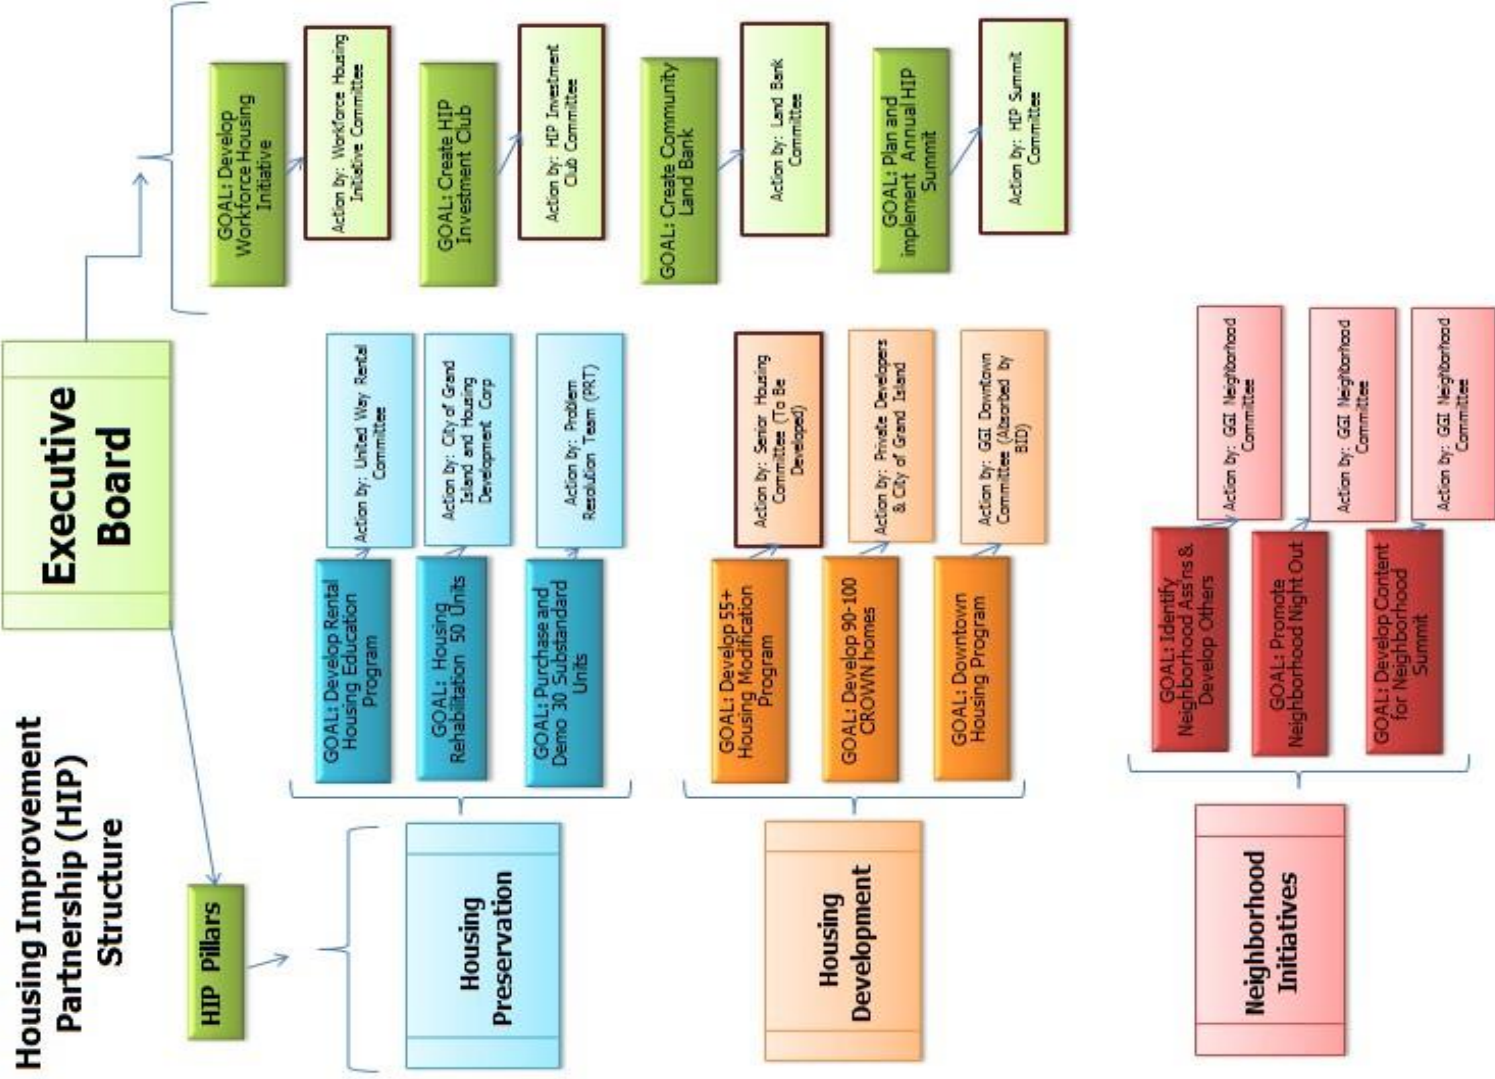 Housing Improvement
Partnership (HIP)
Structure
Executive
Board
HIP Pillars
Housing
Preservation
GOAL: Develop Rental
Housing Education
Program
Action by: United Way Rental
Committee
GOAL: Housing
Rehabilitation 50 Units
Action by: City of Grand
Island and Housing
Development Corp
GOAL: Purchase and
Demo 30 Substandard
Units
Action by: Problem
Resolution Team (PRT)
Housing
Development
GOAL: Develop 55+
Housing Modification
Program
Action by: Senior Housing
Committee (To Be
Developed)
GOAL: Develop 90-100
CROWN homes
Action by: Private Developers
& City of Grand Island
GOAL: Downtown
Housing Program
Action by: GGI Downtown
Committee (Absorbed by
BID)
Neighborhood
Initiatives
GOAL: Identify
Neighborhood Ass'ns &
Develop Others
Action by: GGI Neighborhood
Committee
GOAL: Promote
Neighborhood Night Out
Action by: GGI Neighborhood
Committee
GOAL: Develop Content
for Neighborhood
Summit
Action by: GGI Neighborhood
Committee
GOAL: Develop
Workforce Housing
Initiative
Action by: Workforce Housing
Initiative Committee
GOAL: Create HIP
Investment Club
Action by: HIP Investment
Club Committee
GOAL: Create Community
Land Bank
Action by: Land Bank
Committee
GOAL: Plan and
implement Annual HIP
Summit
Action by: HIP Summit
Committee